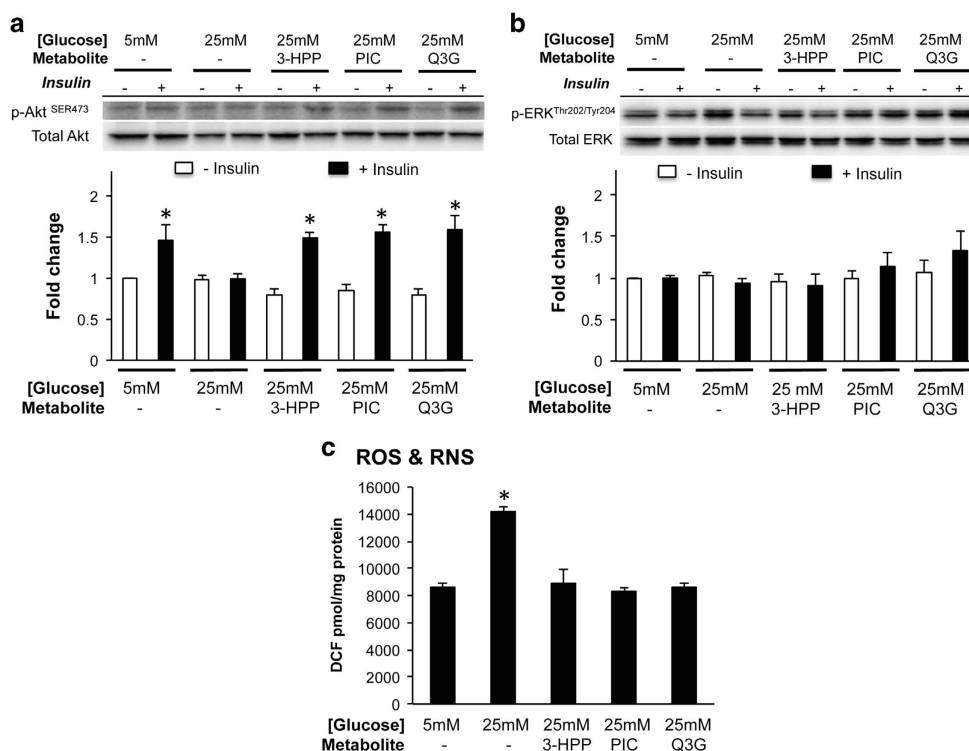 a
[Glucose] 5mM 25mM 25mM 25mM 25mM
Metabolite - - 3-HPP PIC Q3G
Insulin - + - + - + - + - +
p-Akt SER473
Total Akt
- Insulin + Insulin
Fold change
2
1.5
1
0.5
0
* * * *
[Glucose] 5mM 25mM 25mM 25mM 25mM
Metabolite - - 3-HPP PIC Q3G
b
[Glucose] 5mM 25mM 25mM 25mM 25mM
Metabolite - - 3-HPP PIC Q3G
Insulin - + - + - + - + - +
p-ERK Thr202/Tyr204
Total ERK
- Insulin + Insulin
Fold change
2
1.5
1
0.5
0
[Glucose] 5mM 25mM 25 mM 25mM 25mM
Metabolite - - 3-HPP PIC Q3G
c ROS & RNS
DCF pmol/mg protein
16000
14000
12000
10000
8000
6000
4000
2000
0
*
[Glucose] 5mM 25mM 25mM 25mM 25mM
Metabolite - - 3-HPP PIC Q3G